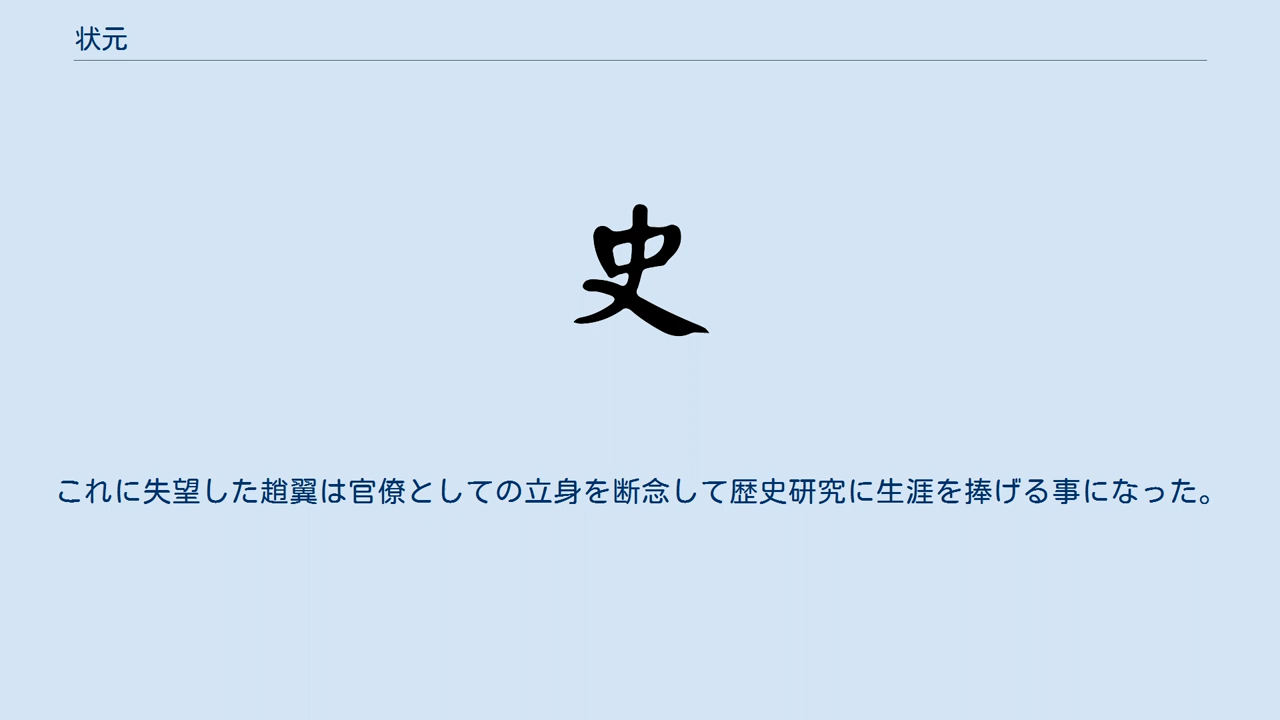 状元
史
これに失望した趙翼は官僚としての立身を断念して歴史研究に生涯を捧げる事になった。